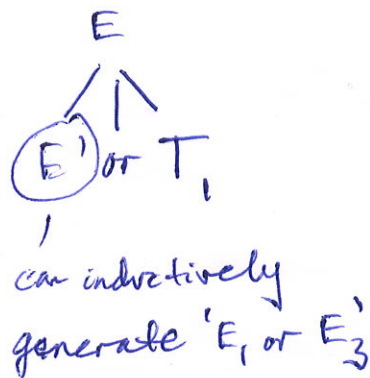 E
E' or T₁
can inductively
generate 'E₁ or E₃'